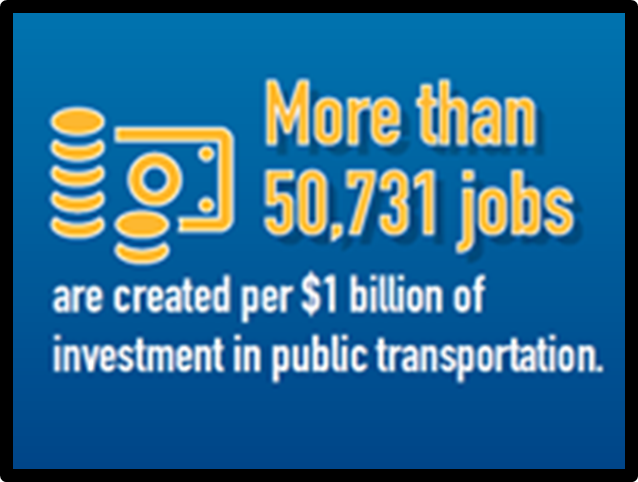 More than
50,731 jobs
are created per $1 billion of
investment in public transportation.